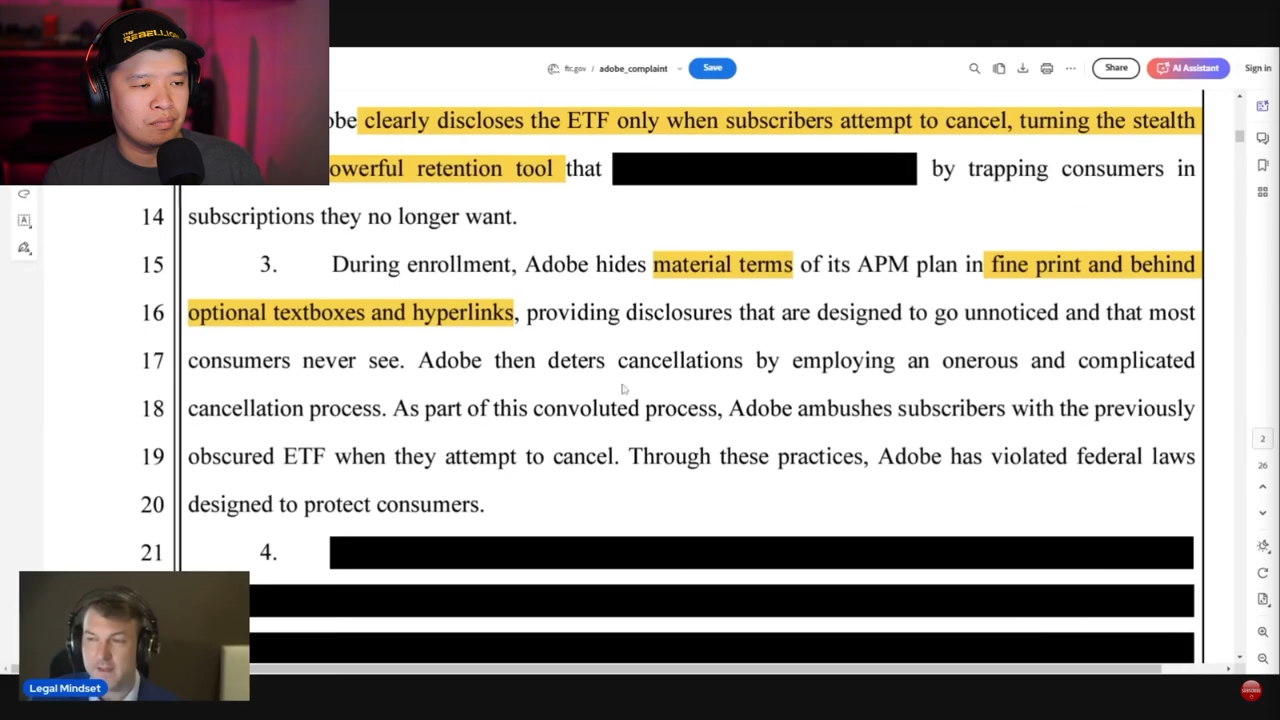 THE
REBELLION
ftc.gov / adobe_complaint
Save
Share
AI Assistant
Sign in
obe clearly discloses the ETF only when subscribers attempt to cancel, turning the stealth
owerful retention tool that by trapping consumers in
14 subscriptions they no longer want.
15 3. During enrollment, Adobe hides material terms of its APM plan in fine print and behind
16 optional textboxes and hyperlinks, providing disclosures that are designed to go unnoticed and that most
17 consumers never see. Adobe then deters cancellations by employing an onerous and complicated
18 cancellation process. As part of this convoluted process, Adobe ambushes subscribers with the previously
19 obscured ETF when they attempt to cancel. Through these practices, Adobe has violated federal laws
20 designed to protect consumers.
21 4.
2
26
Legal Mindset